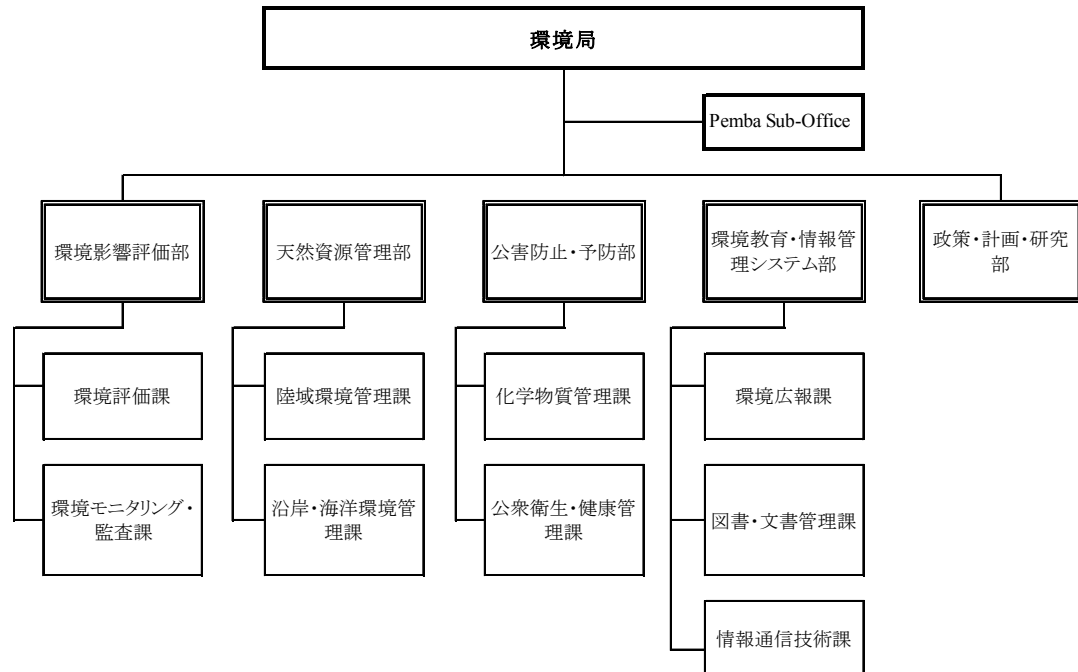 環境局
Pemba Sub-Office
環境影響評価部
天然資源管理部
公害防止・予防部
環境教育・情報管
理システム部
政策・計画・研究
部
環境評価課
陸域環境管理課
化学物質管理課
環境広報課
環境モニタリング・
監査課
沿岸・海洋環境管
理課
公衆衛生・健康管
理課
図書・文書管理課
情報通信技術課